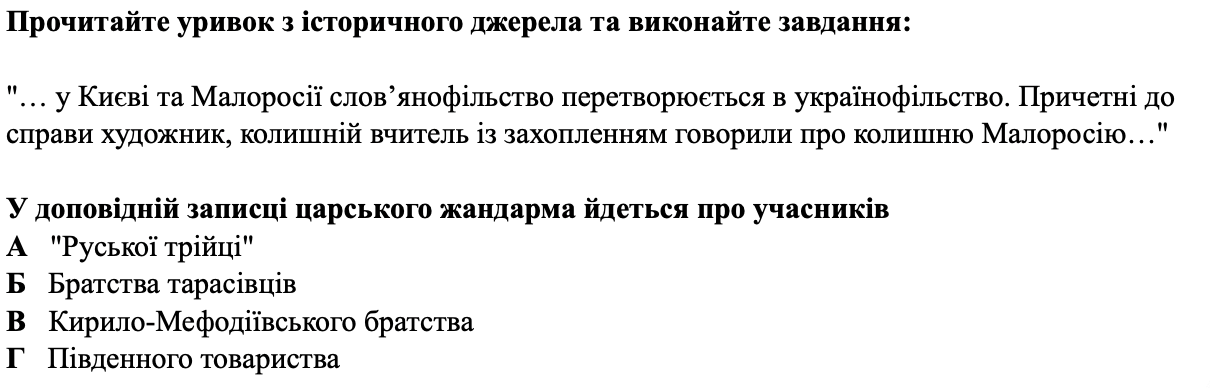 Прочитайте уривок з історичного джерела та виконайте завдання:
"… у Києві та Малоросії слов’янофільство перетворюється в українофільство. Причетні до
справи художник, колишній вчитель із захопленням говорили про колишню Малоросію…"
У доповідній записці царського жандарма йдеться про учасників
А "Руської трійці"
Б Братства тарасівців
В Кирило-Мефодіївського братства
Г Південного товариства